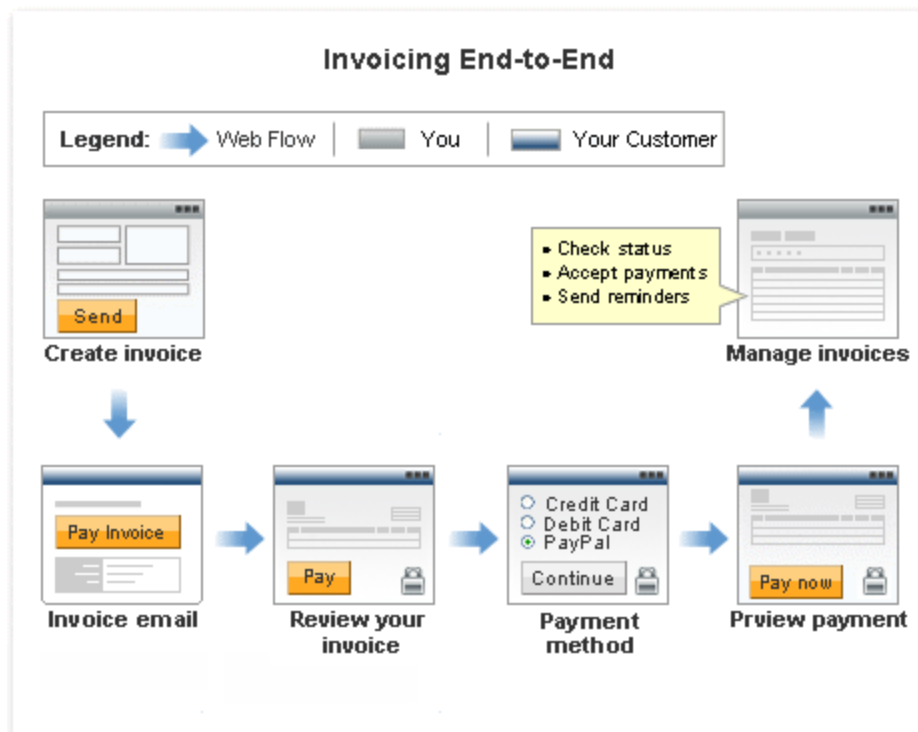 Invoicing End-to-End
Legend: Web Flow You Your Customer
Send
Create invoice
• Check status
• Accept payments
• Send reminders
Manage invoices
Pay Invoice
Invoice email
Pay
Review your
invoice
Credit Card
Debit Card
PayPal
Continue
Payment
method
Pay now
Prview payment